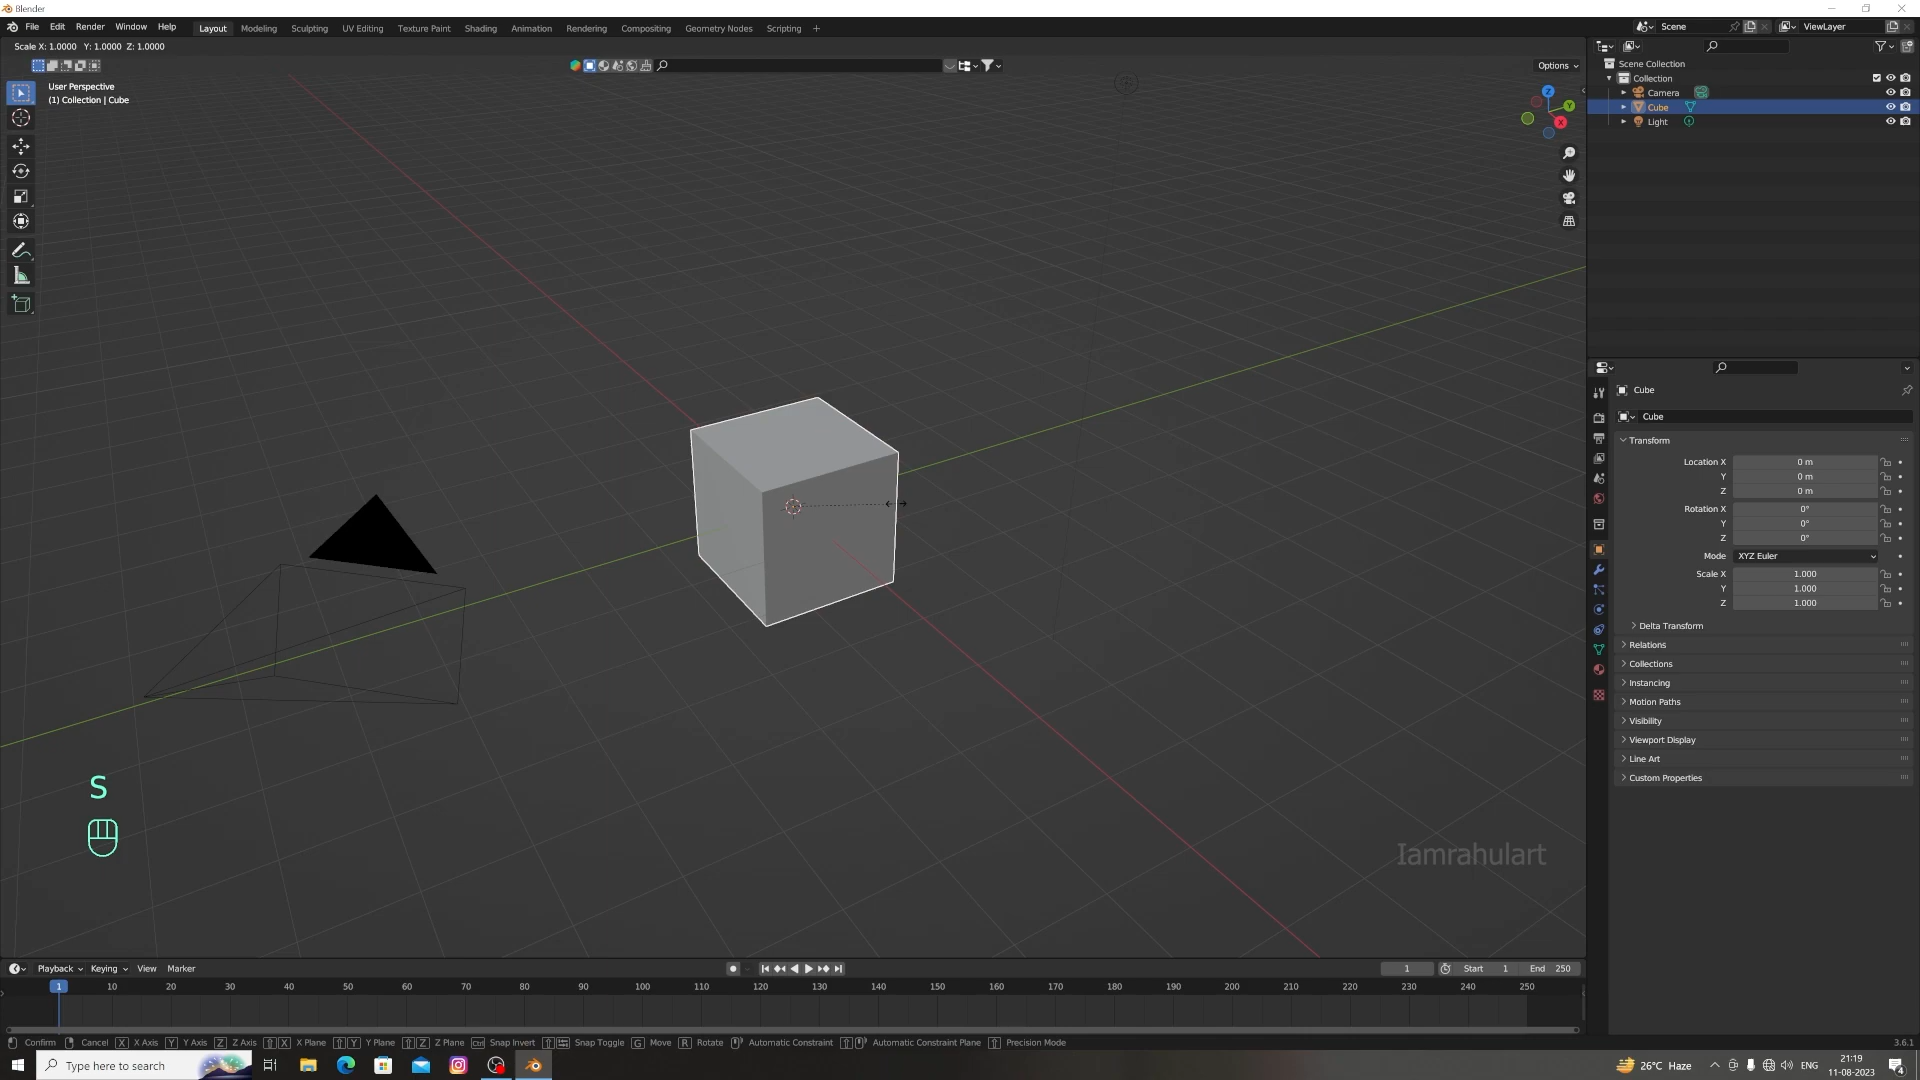 Blender
File Edit Render Window Help Layout Modeling Sculpting UV Editing Texture Paint Shading Animation Rendering Compositing Geometry Nodes Scripting + Scene ViewLayer
Scale X: 1.0000 Y: 1.0000 Z: 1.0000
Options
User Perspective
(1) Collection | Cube
Z
Y
X
Scene Collection
Collection
Camera
Cube
Light
Cube
Cube
Transform
Location X 0 m
Y 0 m
Z 0 m
Rotation X 0°
Y 0°
Z 0°
Mode XYZ Euler
Scale X 1.000
Y 1.000
Z 1.000
Delta Transform
Relations
Collections
Instancing
Motion Paths
Visibility
Viewport Display
Line Art
Custom Properties
S
Iamrahulart
Playback Keying View Marker 1 Start 1 End 250
1 10 20 30 40 50 60 70 80 90 100 110 120 130 140 150 160 170 180 190 200 210 220 230 240 250
Confirm Cancel X X Axis Y Y Axis Z Z Axis X X Plane Y Y Plane Z Z Plane Ctrl Snap Invert Snap Toggle G Move R Rotate Automatic Constraint Automatic Constraint Plane Precision Mode 3.6.1
Type here to search
26°C Haze ENG
21:19
11-08-2023
4